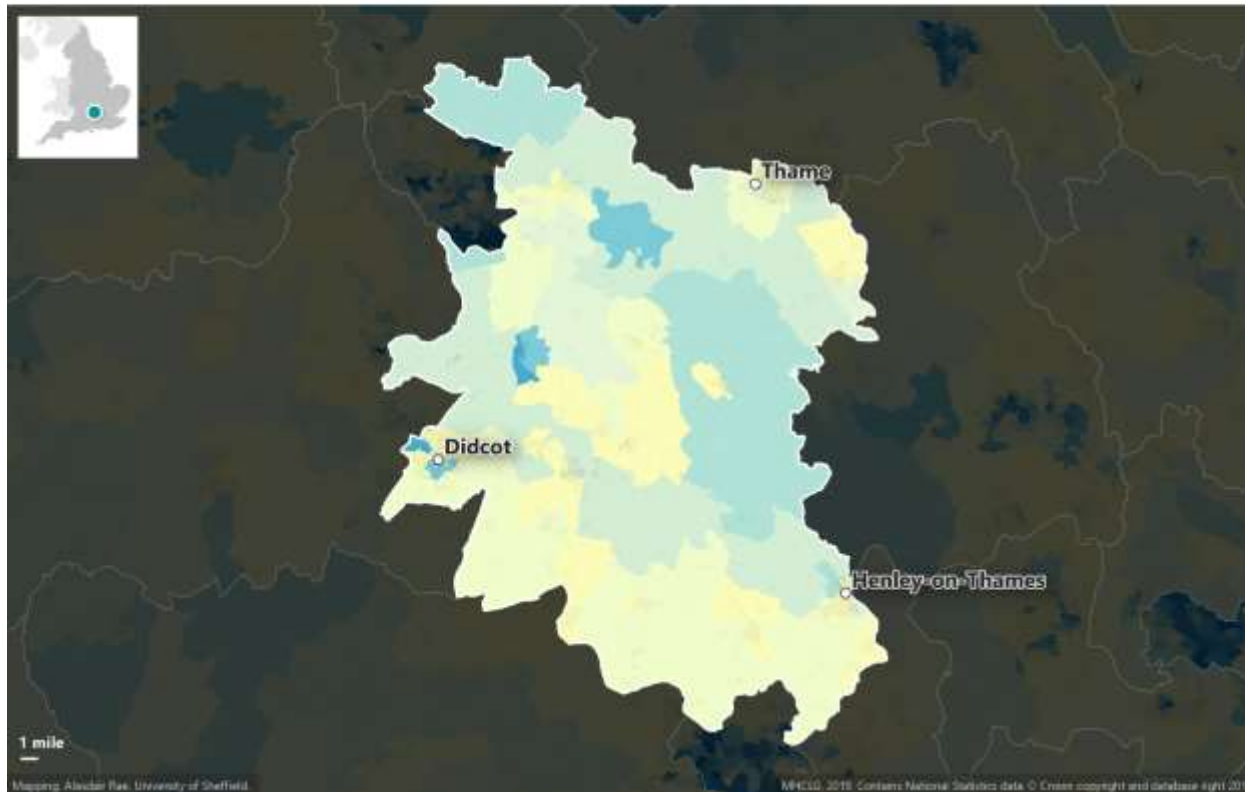 Thame
Didcot
Henley-on-Thames
1 mile
Mapping: Alasdair Rae, University of Sheffield.
MHCLG, 2019. Contains National Statistics data. © Crown copyright and database right 201